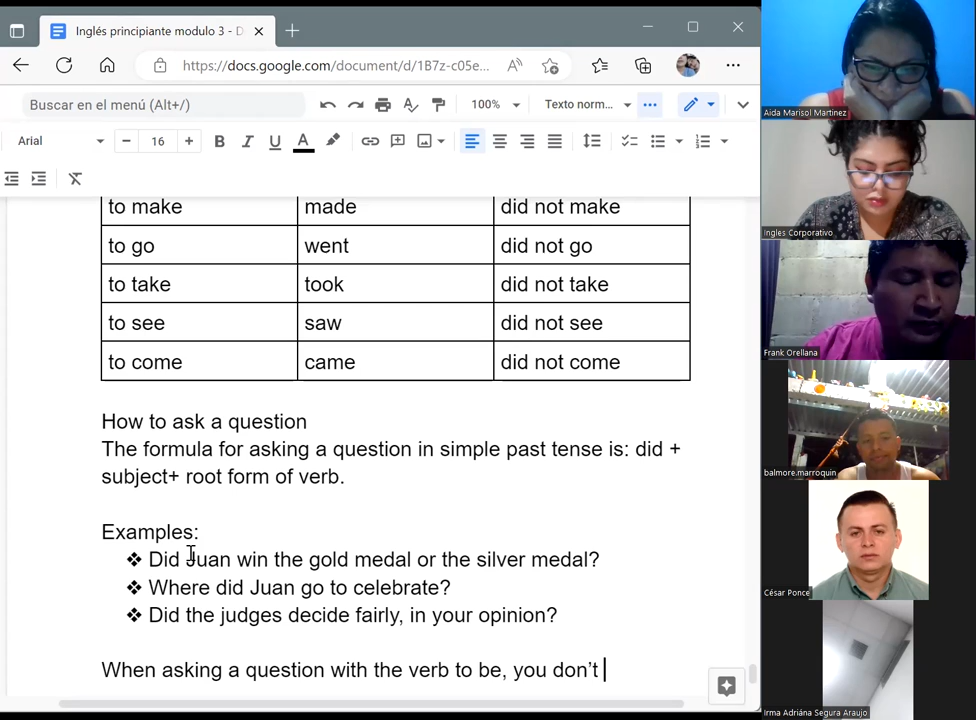 Inglés principiante modulo 3 - D
https://docs.google.com/document/d/1B7z-c05e...
Buscar en el menú (Alt+/)
100%
Texto norm...
Arial
16
to make made did not make
to go went did not go
to take took did not take
to see saw did not see
to come came did not come
How to ask a question
The formula for asking a question in simple past tense is: did +
subject+ root form of verb.
Examples:
❖ Did Juan win the gold medal or the silver medal?
❖ Where did Juan go to celebrate?
❖ Did the judges decide fairly, in your opinion?
When asking a question with the verb to be, you don't
Aida Marisol Martinez
Ingles Corporativo
Frank Orellana
balmore.marroquin
César Ponce
Irma Adriána Segura Araujo